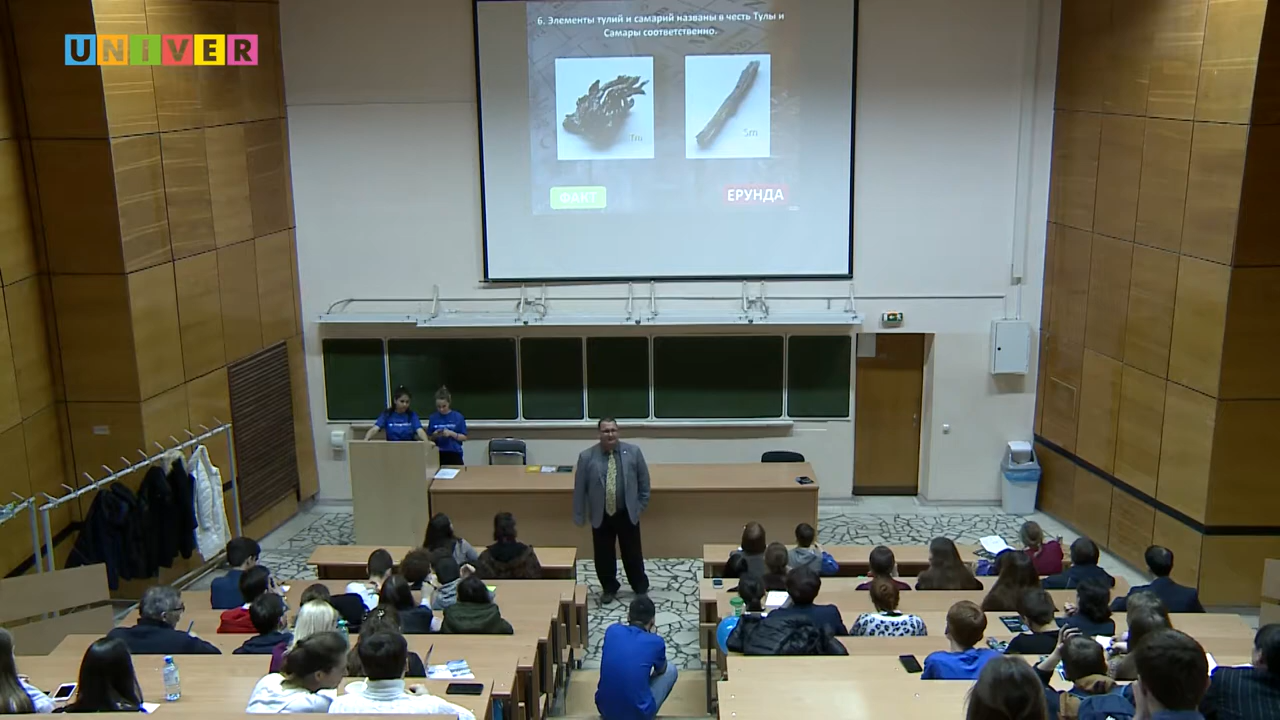 UNIVER
6. Элементы тулий и самарий названы в честь Тулы и
Самары соответственно.
Tm
Sm
ФАКТ
ЕРУНДА